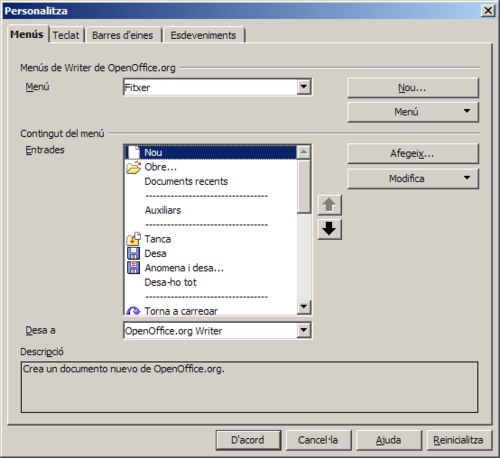 Personalitza
Menús Teclat Barres d'eines Esdeveniments
Menús de Writer de OpenOffice.org
Menú Fitxer Nou...
Menú
Contingut del menú
Entrades Nou Afegeix...
Obre...
Documents recents Modifica
----------------------------------
Auxiliars
----------------------------------
Tanca
Desa
Anomena i desa...
Desa-ho tot
----------------------------------
Torna a carregar
Desa a OpenOffice.org Writer
Descripció
Crea un documento nuevo de OpenOffice.org.
D'acord Cancel·la Ajuda Reinicialitza